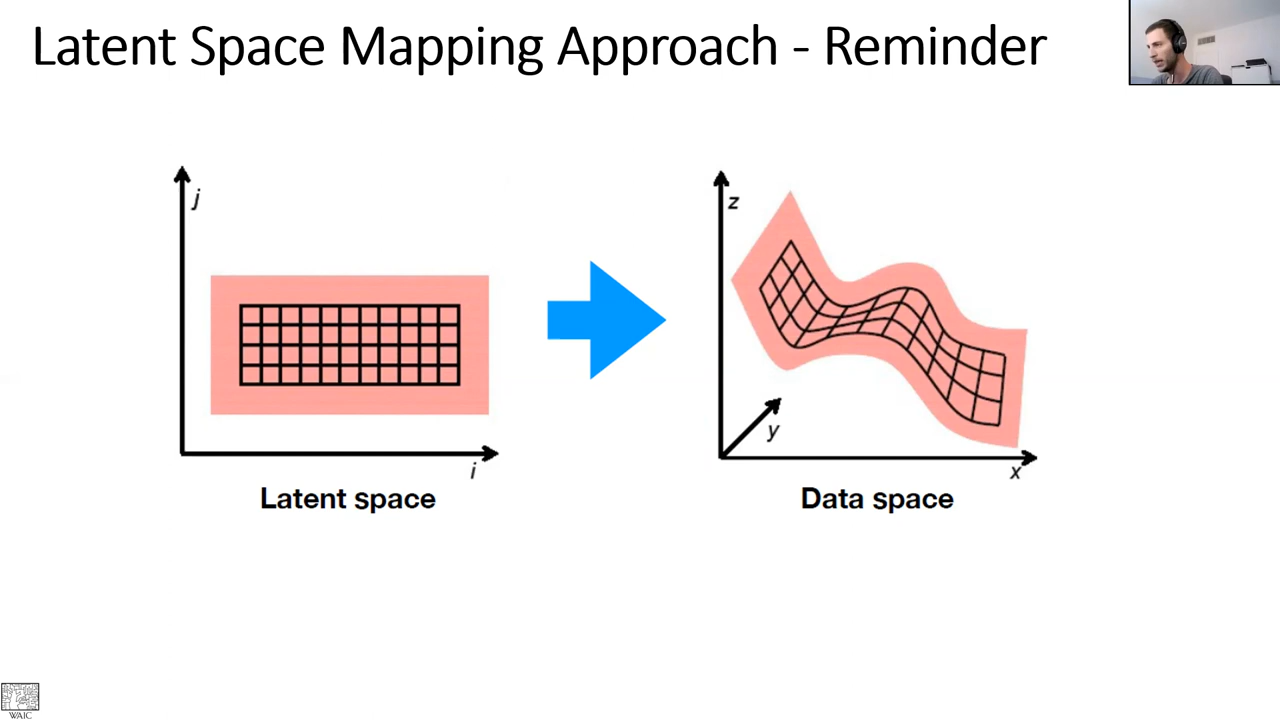 Latent Space Mapping Approach - Reminder
j
i
Latent space
z
y
x
Data space
WAIC